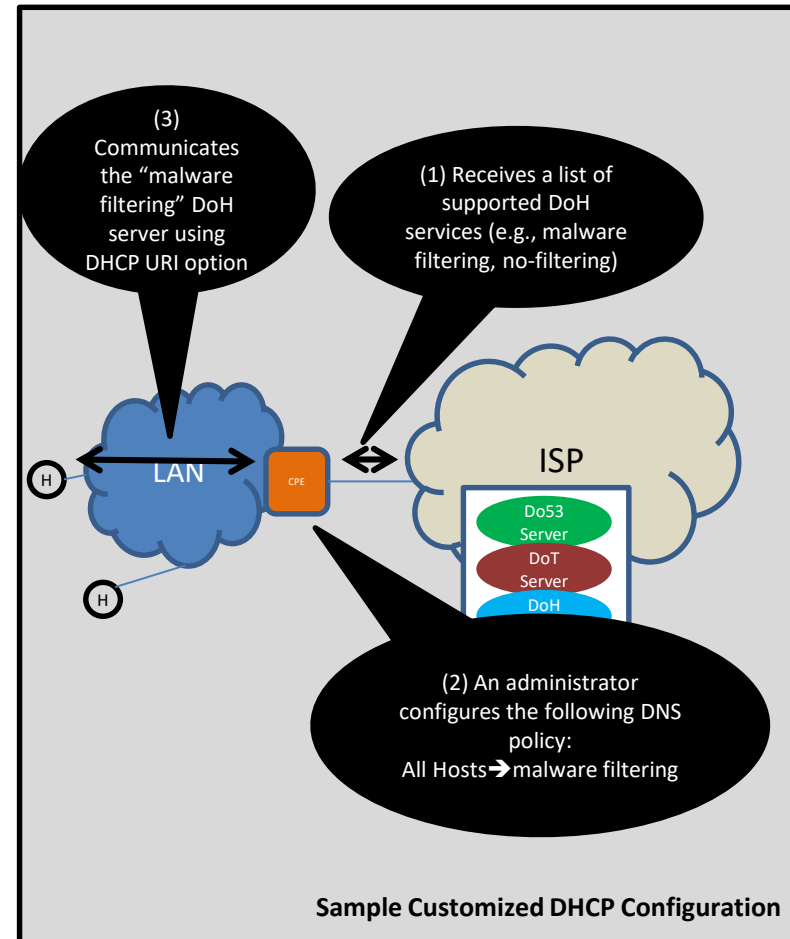 (3)
Communicates
the “malware
filtering” DoH
server using
DHCP URI option
(1) Receives a list of
supported DoH
services (e.g., malware
filtering, no-filtering)
H
LAN
CPE
ISP
Do53
Server
DoT
Server
DoH
H
(2) An administrator
configures the following DNS
policy:
All Hosts➔malware filtering
Sample Customized DHCP Configuration